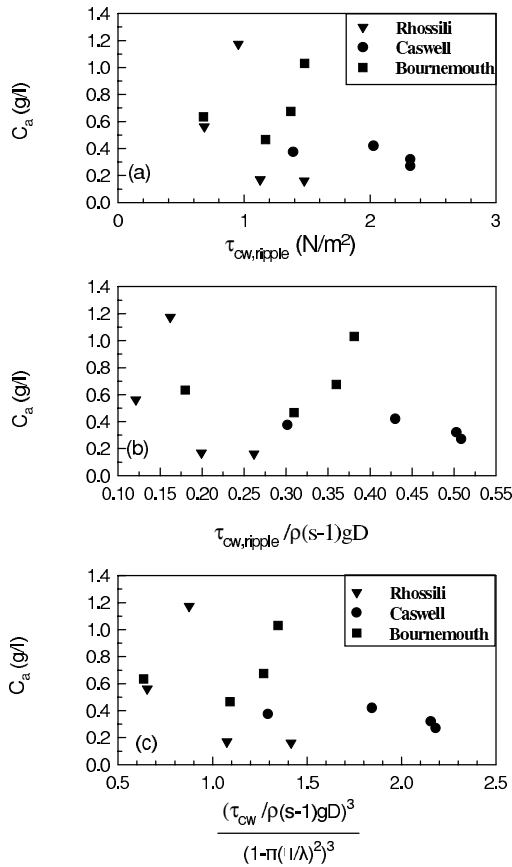 Rhossili
Caswell
Bournemouth
C_a (g/l)
1.4
1.2
1.0
0.8
0.6
0.4
0.2
0.0
(a)
0 1 2 3
τ_cw,ripple (N/m²)
C_a (g/l)
1.4
1.2
1.0
0.8
0.6
0.4
0.2
0.0
(b)
0.10 0.15 0.20 0.25 0.30 0.35 0.40 0.45 0.50 0.55
τ_cw,ripple /ρ(s-1)gD
Rhossili
Caswell
Bournemouth
C_a (g/l)
1.4
1.2
1.0
0.8
0.6
0.4
0.2
0.0
(c)
0.5 1.0 1.5 2.0 2.5
(τ_cw /ρ(s-1)gD)³
(1-π( /λ)²)³